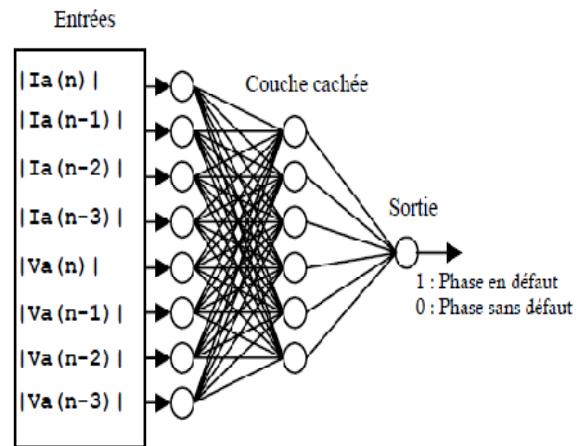 Entrées
|Ia(n)|
|Ia(n-1)|
|Ia(n-2)|
|Ia(n-3)|
|Va(n)|
|Va(n-1)|
|Va(n-2)|
|Va(n-3)|
Couche cachée
Sortie
1 : Phase en défaut
0 : Phase sans défaut